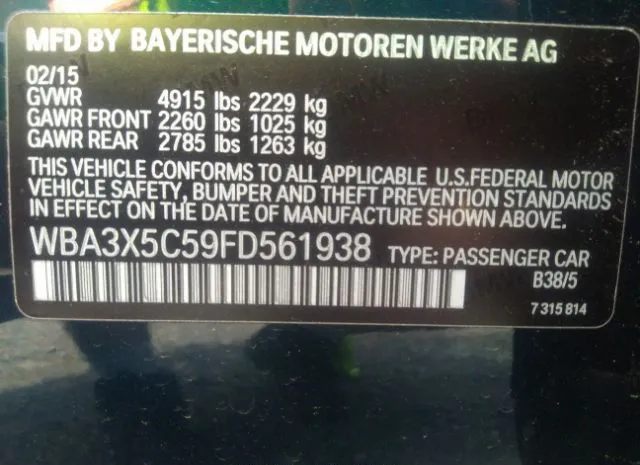 MFD BY BAYERISCHE MOTOREN WERKE AG
02/15
GVWR 4915 lbs 2229 kg
GAWR FRONT 2260 lbs 1025 kg
GAWR REAR 2785 lbs 1263 kg
THIS VEHICLE CONFORMS TO ALL APPLICABLE U.S.FEDERAL MOTOR
VEHICLE SAFETY, BUMPER AND THEFT PREVENTION STANDARDS
IN EFFECT ON THE DATE OF MANUFACTURE SHOWN ABOVE.
WBA3X5C59FD561938 TYPE: PASSENGER CAR
B38/5
7 315 814